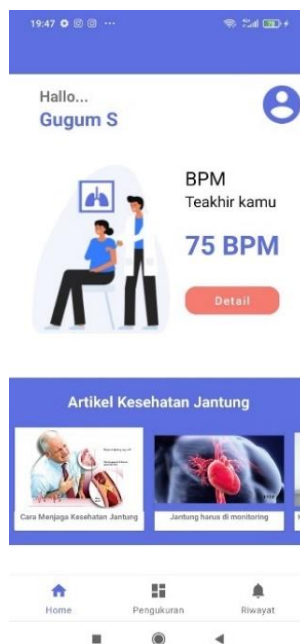 19:47
Hallo...
Gugum S
BPM
Teakhir kamu
75 BPM
Detail
Artikel Kesehatan Jantung
Cara Menjaga Kesehatan Jantung
Jantung harus di monitoring
Home
Pengukuran
Riwayat